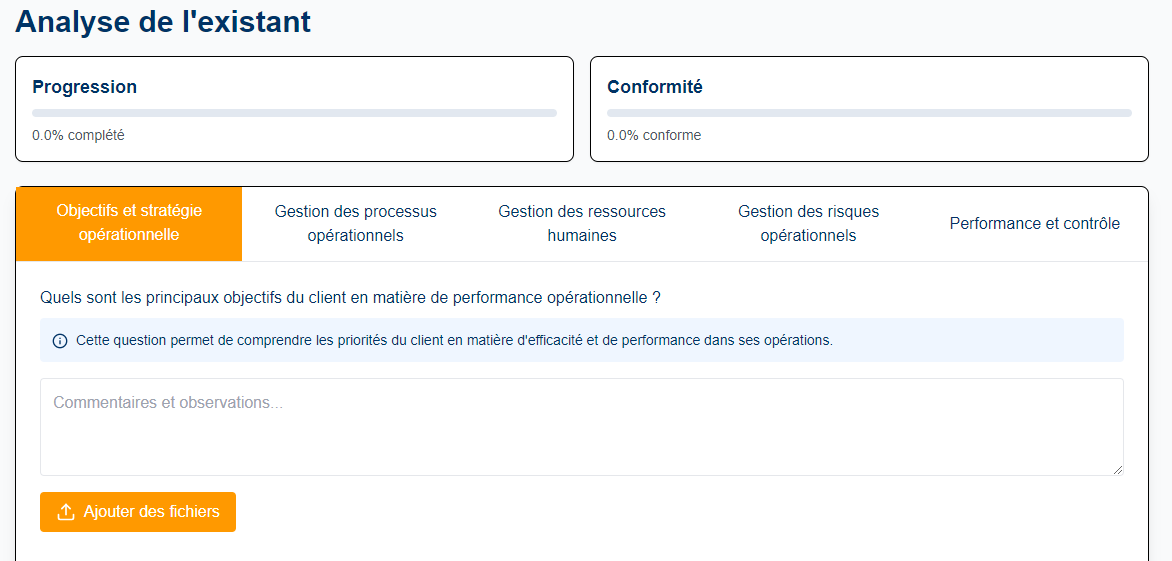 Analyse de l'existant
Progression
0.0% complété
Conformité
0.0% conforme
Objectifs et stratégie
opérationnelle
Gestion des processus
opérationnels
Gestion des ressources
humaines
Gestion des risques
opérationnels
Performance et contrôle
Quels sont les principaux objectifs du client en matière de performance opérationnelle ?
Cette question permet de comprendre les priorités du client en matière d'efficacité et de performance dans ses opérations.
Commentaires et observations...
Ajouter des fichiers